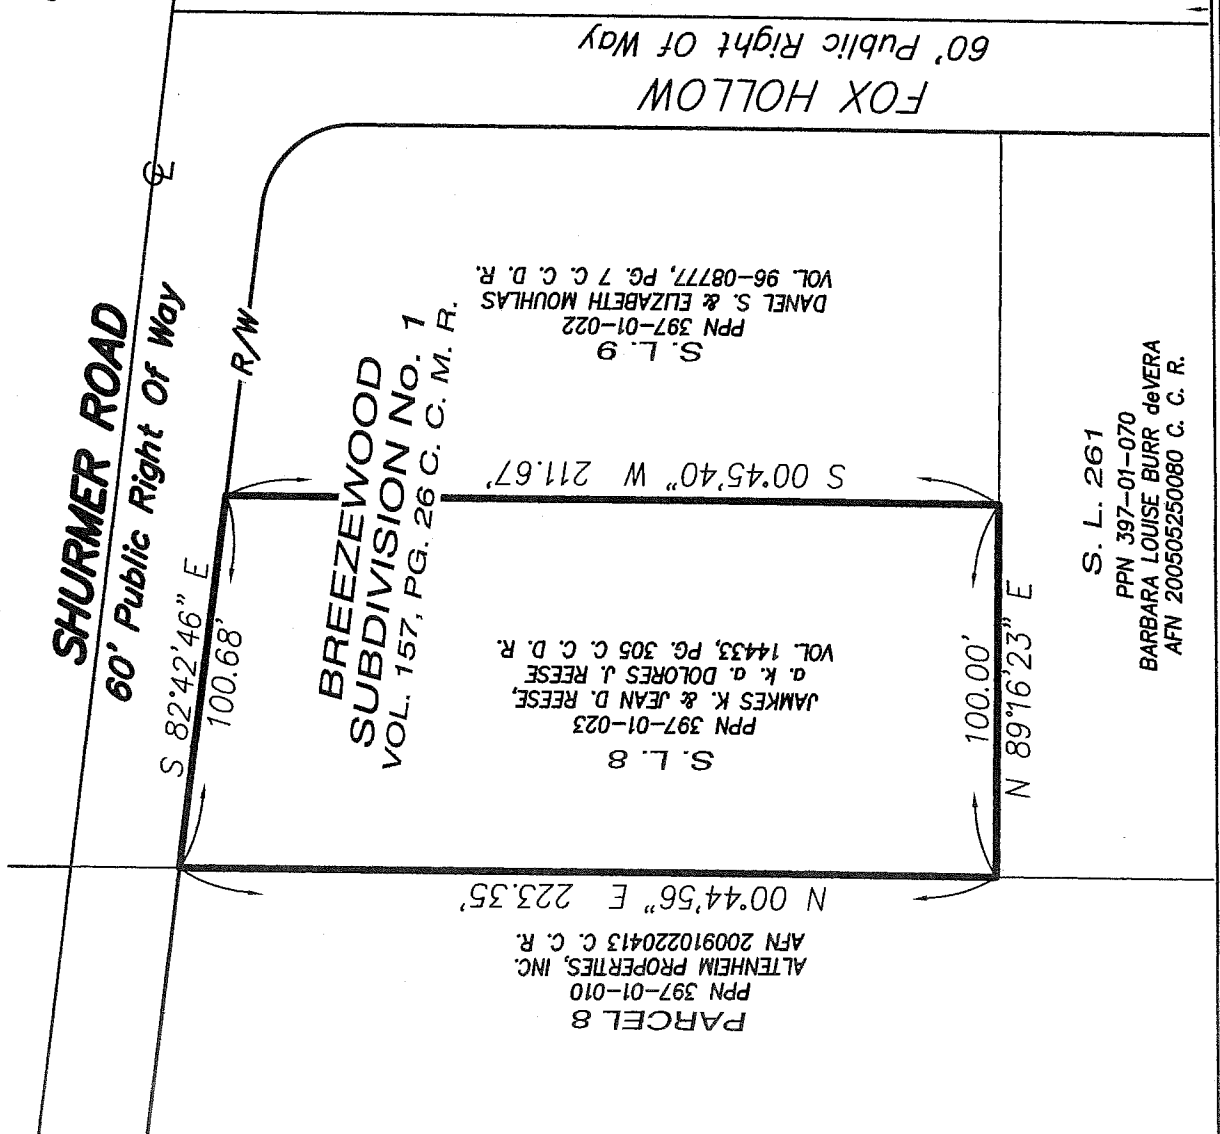 60' Public Right Of Way
FOX HOLLOW
SHURMER ROAD
60' Public Right Of Way
℄
R/W
S. L. 9
PPN 397-01-022
DANEL S. & ELIZABETH MOUHLAS
VOL. 96-08777, PG. 7 C. C. D. R.
BREEZEWOOD
SUBDIVISION No. 1
VOL. 157, PG. 26 C. C. M. R.
S 00°45'40" W 211.67'
S 82°42'46" E
100.68'
S. L. 8
PPN 397-01-023
JAMKES K. & JEAN D. REESE,
a. k. a. DOLORES J. REESE
VOL. 14433, PG. 305 C. C. D. R.
100.00'
N 89°16'23" E
S. L. 261
PPN 397-01-070
BARBARA LOUISE BURR deVERA
AFN 200505250080 C. C. R.
N 00°44'56" E 223.35'
PARCEL 8
PPN 397-01-010
ALTENHEIM PROPERTIES, INC.
AFN 200910220413 C. C. R.